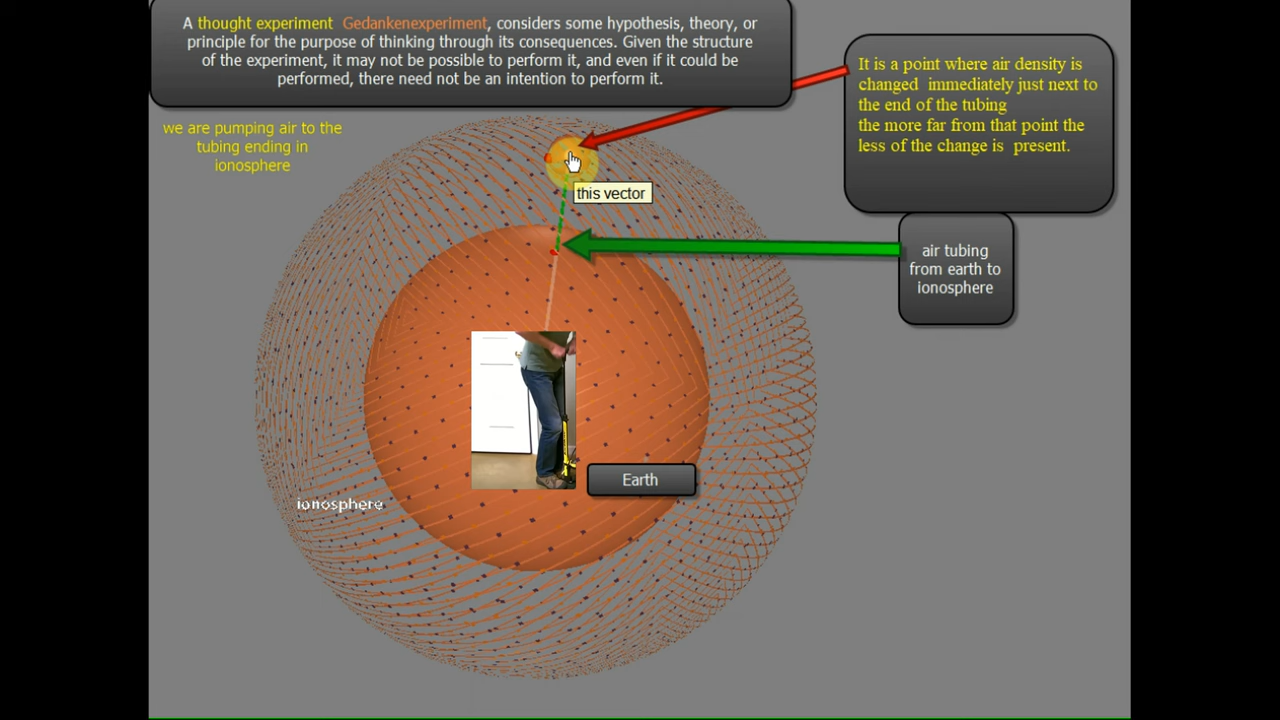 A thought experiment Gedankenexperiment, considers some hypothesis, theory, or
principle for the purpose of thinking through its consequences. Given the structure
of the experiment, it may not be possible to perform it, and even if it could be
performed, there need not be an intention to perform it.
It is a point where air density is
changed immediately just next to
the end of the tubing
the more far from that point the
less of the change is present.
we are pumping air to the
tubing ending in
ionosphere
this vector
air tubing
from earth to
ionosphere
Earth
ionosphere